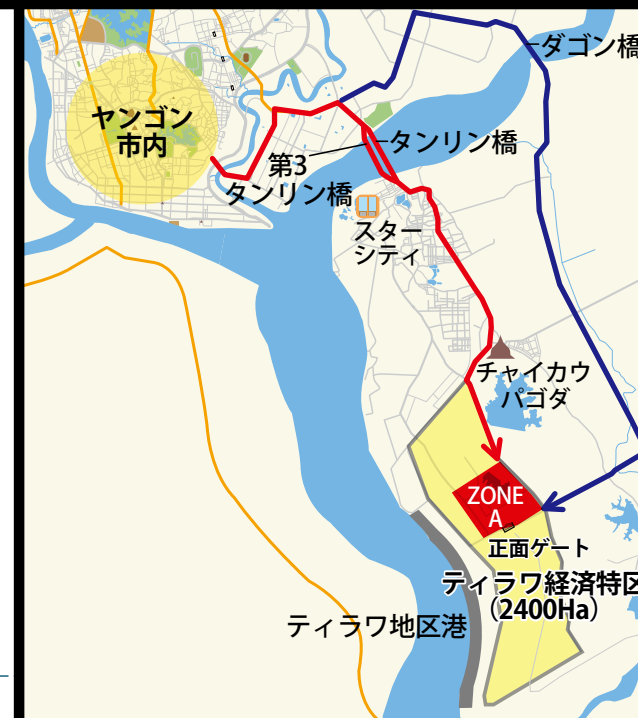 ダゴン橋
ヤンゴン
市内
タンリン橋
第3
タンリン橋
スター
シティ
チャイカウ
パゴダ
ZONE
A
正面ゲート
ティラワ経済特区
(2400Ha)
ティラワ地区港